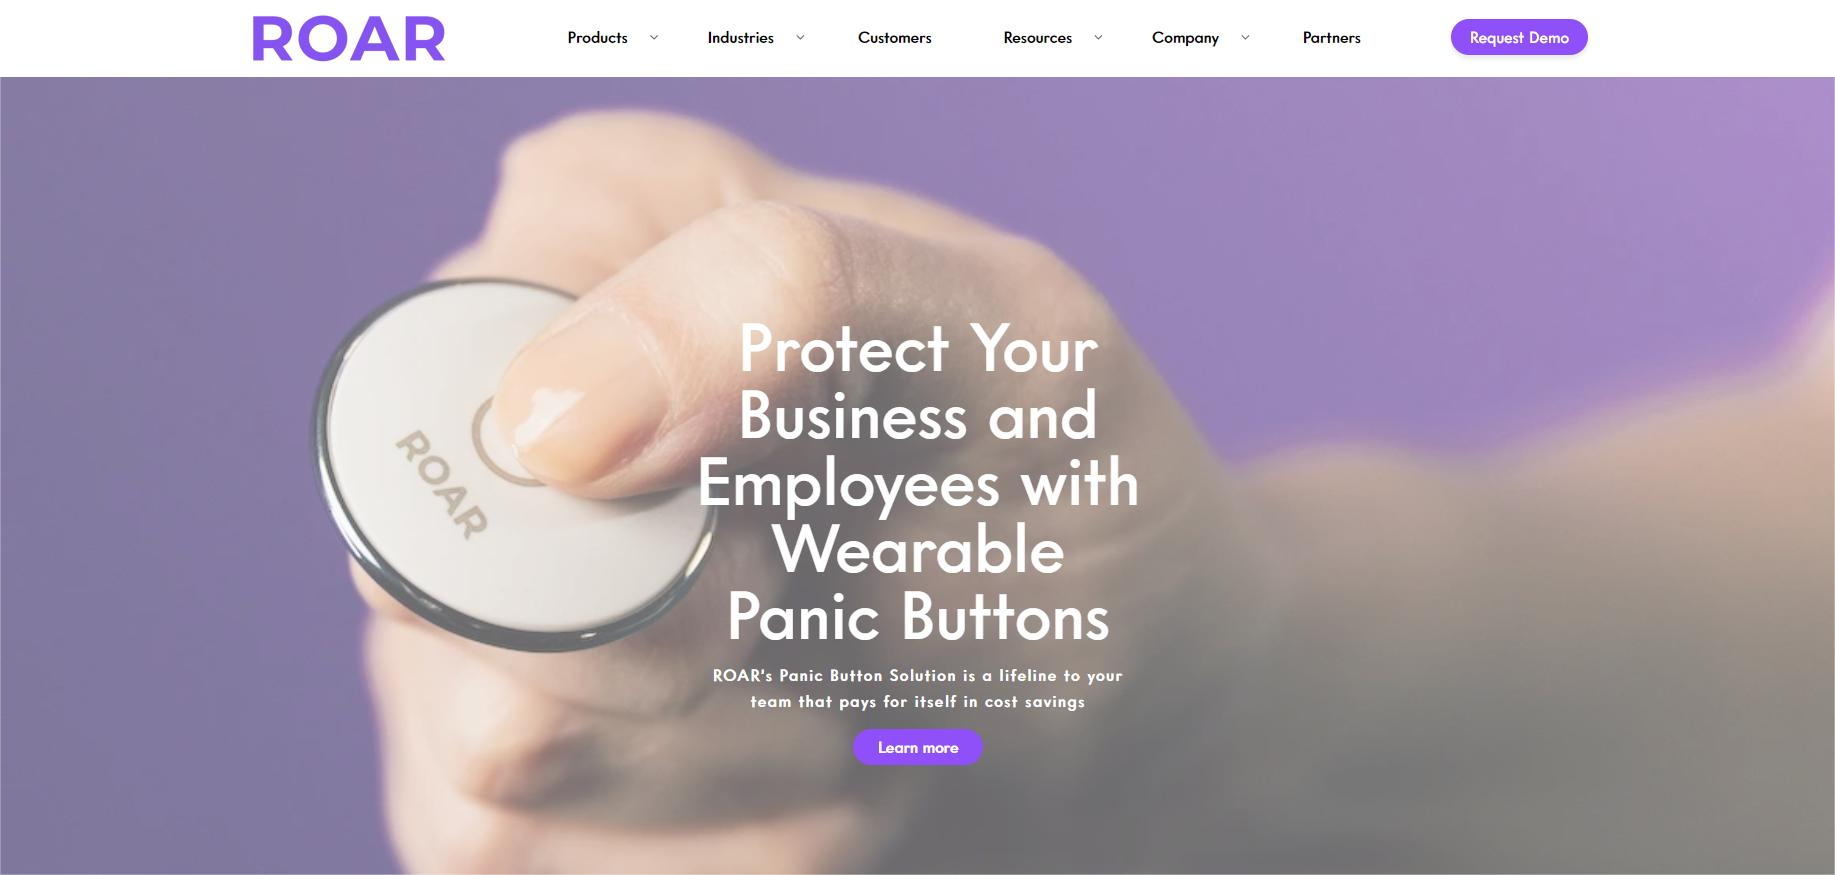 ROAR
Products
Industries
Customers
Resources
Company
Partners
Request Demo
ROAR
Protect Your
Business and
Employees with
Wearable
Panic Buttons
ROAR's Panic Button Solution is a lifeline to your
team that pays for itself in cost savings
Learn more